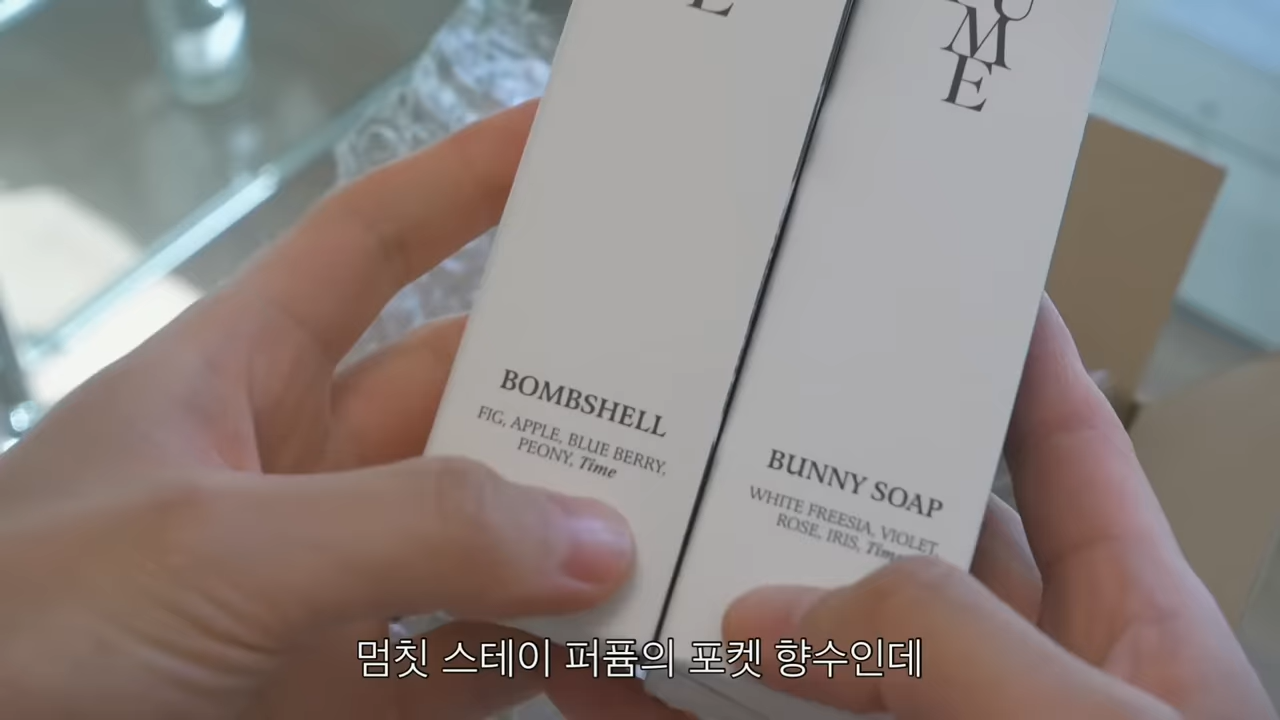 E
U
M
E
BOMBSHELL
FIG, APPLE, BLUE BERRY,
PEONY, Time
BUNNY SOAP
WHITE FREESIA, VIOLET,
ROSE, IRIS, Time
멈칫 스테이 퍼퓸의 포켓 향수인데